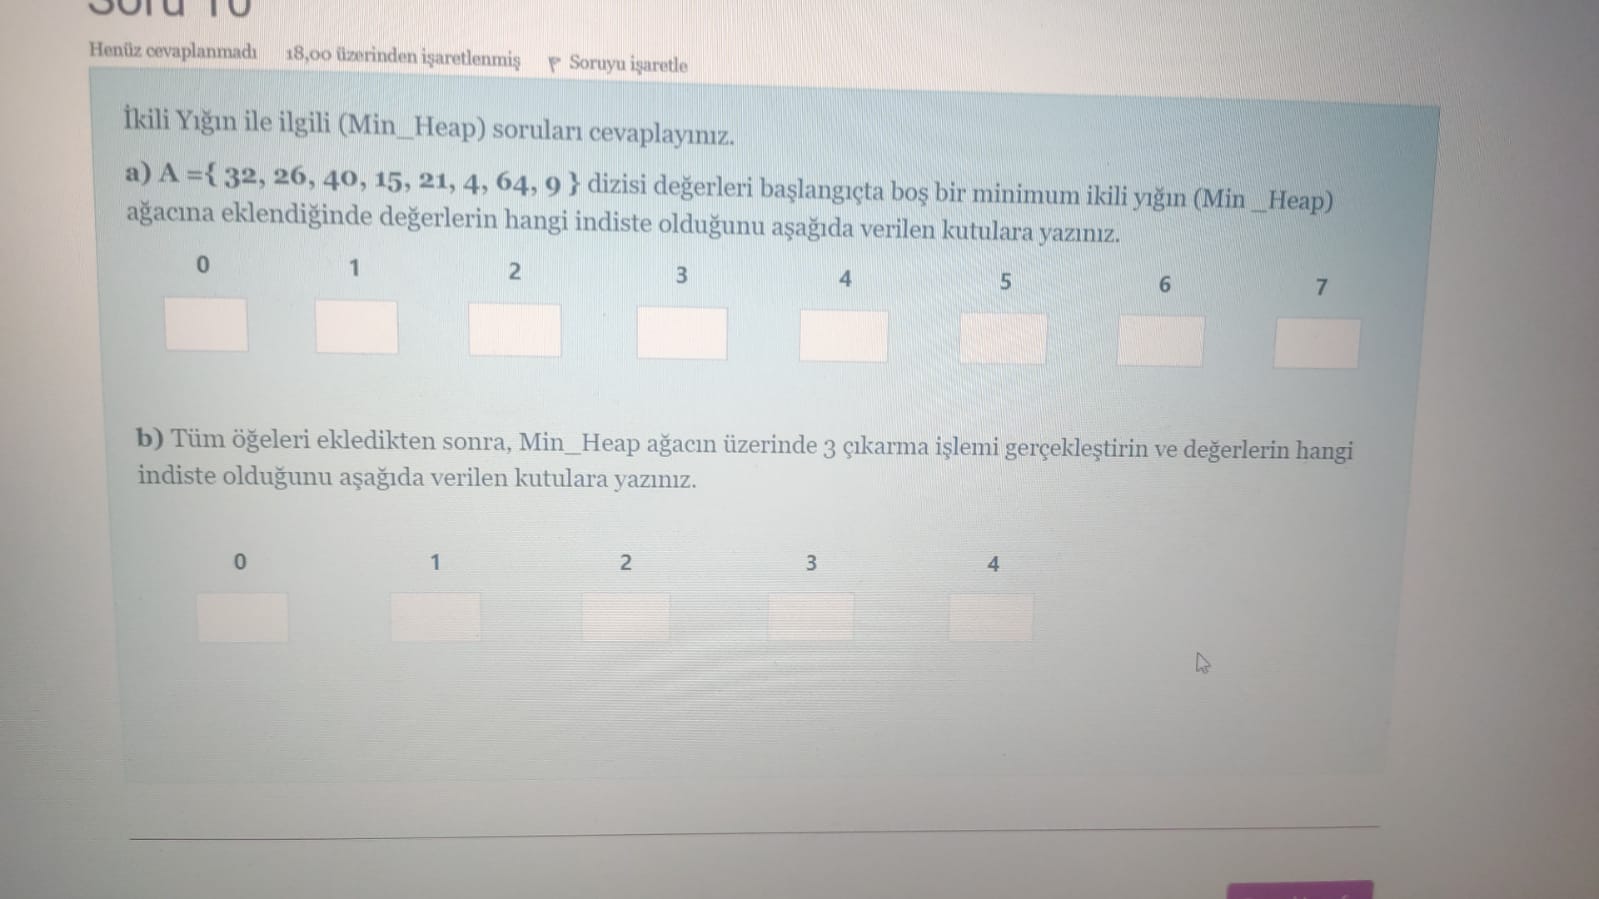 Soru 10
Henüz cevaplanmadı 18,00 üzerinden işaretlenmiş Soruyu işaretle
İkili Yığın ile ilgili (Min_Heap) soruları cevaplayınız.
a) A ={ 32, 26, 40, 15, 21, 4, 64, 9 } dizisi değerleri başlangıçta boş bir minimum ikili yığın (Min _Heap)
ağacına eklendiğinde değerlerin hangi indiste olduğunu aşağıda verilen kutulara yazınız.
0 1 2 3 4 5 6 7
b) Tüm öğeleri ekledikten sonra, Min_Heap ağacın üzerinde 3 çıkarma işlemi gerçekleştirin ve değerlerin hangi
indiste olduğunu aşağıda verilen kutulara yazınız.
0 1 2 3 4